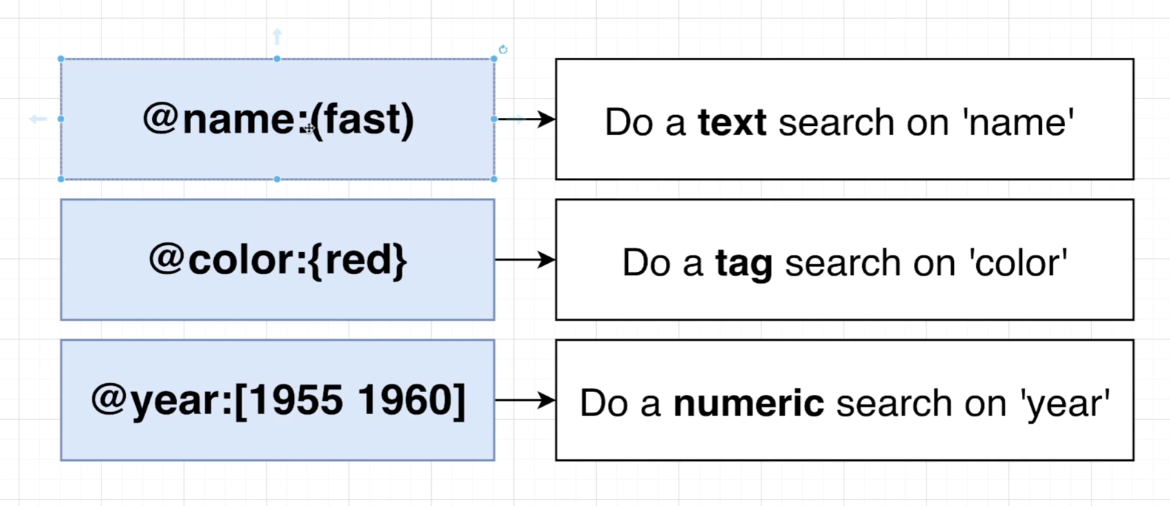 @name:(fast)
Do a text search on 'name'
@color:{red}
Do a tag search on 'color'
@year:[1955 1960]
Do a numeric search on 'year'